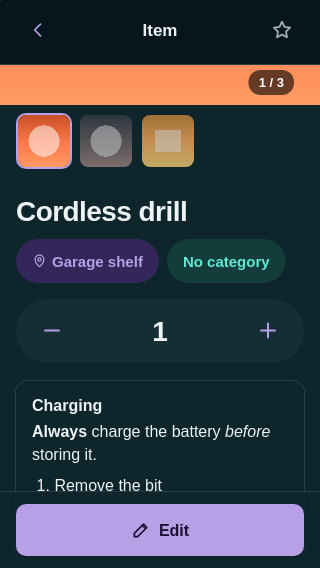 Item
1 / 3
Cordless drill
Garage shelf
No category
1
Charging
Always charge the battery before
storing it.
1. Remove the bit
Edit